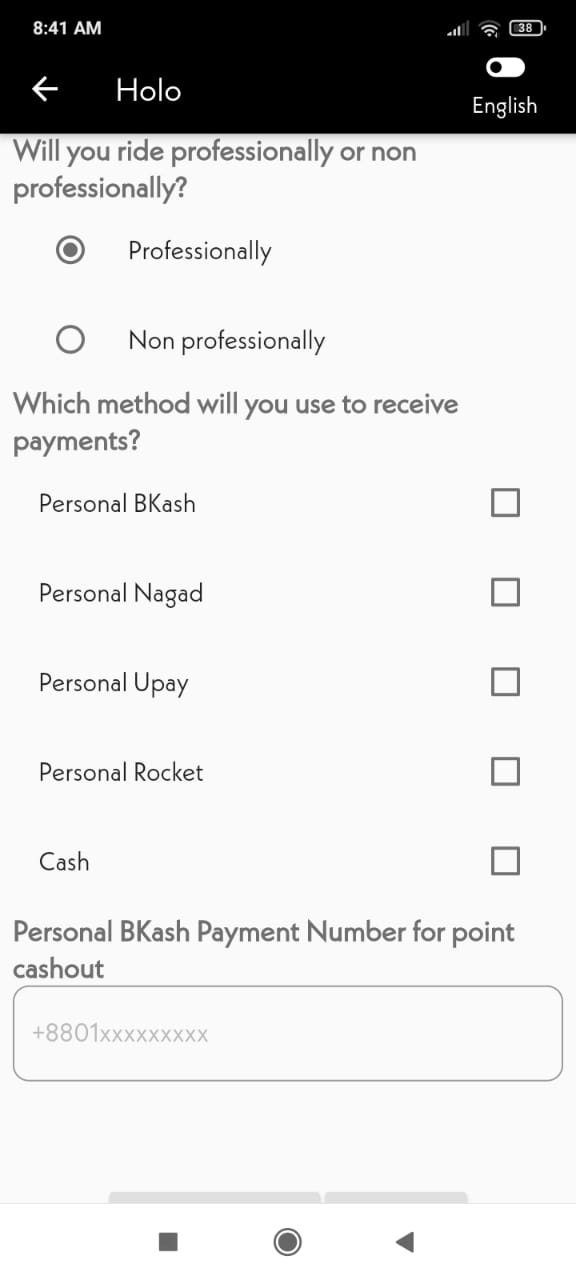 8:41 AM
38
Holo
English
Will you ride professionally or non
professionally?
Professionally
Non professionally
Which method will you use to receive
payments?
Personal BKash
Personal Nagad
Personal Upay
Personal Rocket
Cash
Personal BKash Payment Number for point
cashout
+8801xxxxxxxxx